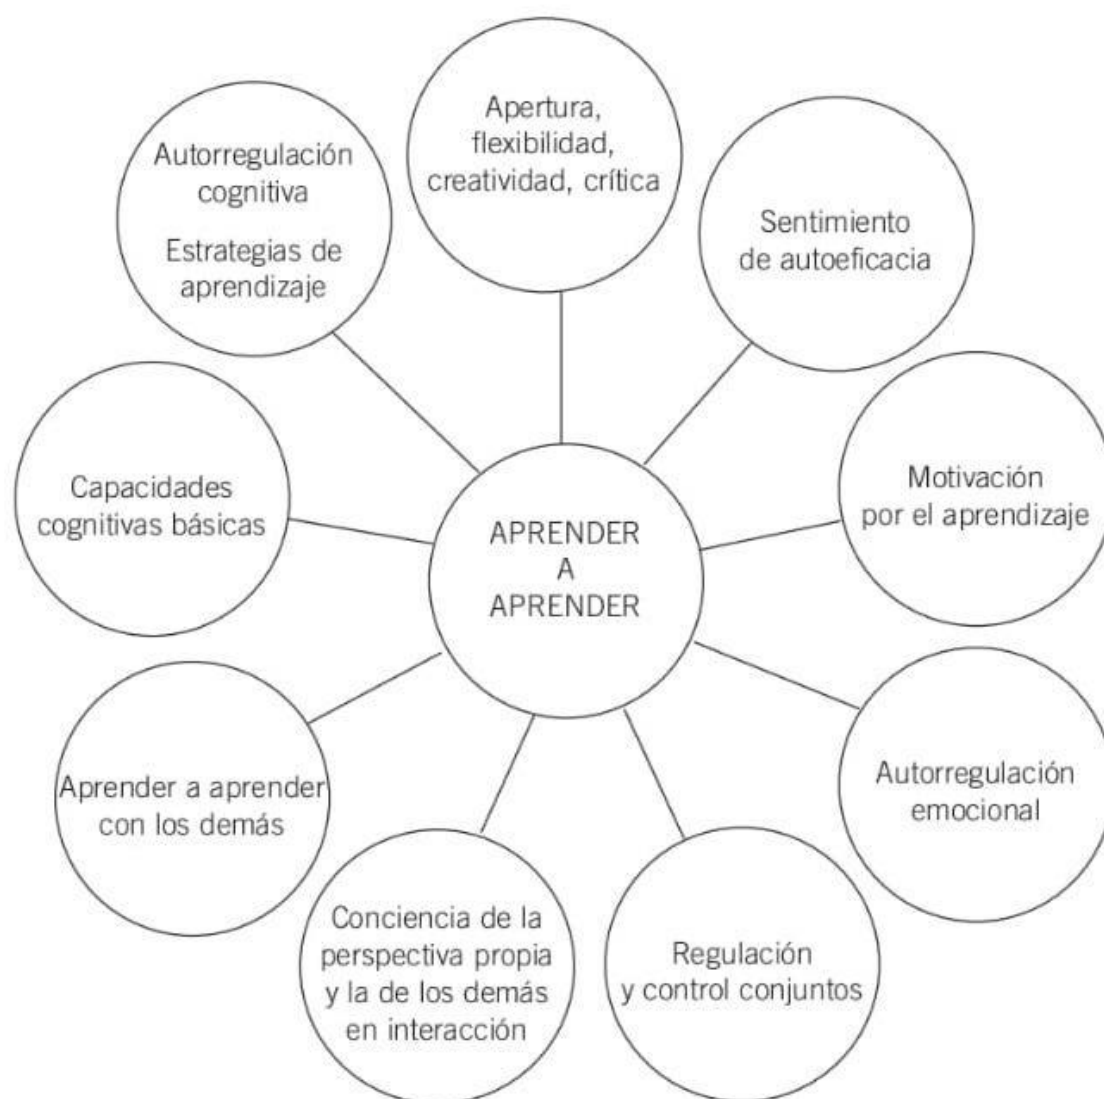 Apertura,
flexibilidad,
creatividad, crítica
Autorregulación
cognitiva
Estrategias de
aprendizaje
Sentimiento
de autoeficacia
Capacidades
cognitivas básicas
Motivación
por el aprendizaje
APRENDER
A
APRENDER
Aprender a aprender
con los demás
Autorregulación
emocional
Conciencia de la
perspectiva propia
y la de los demás
en interacción
Regulación
y control conjuntos